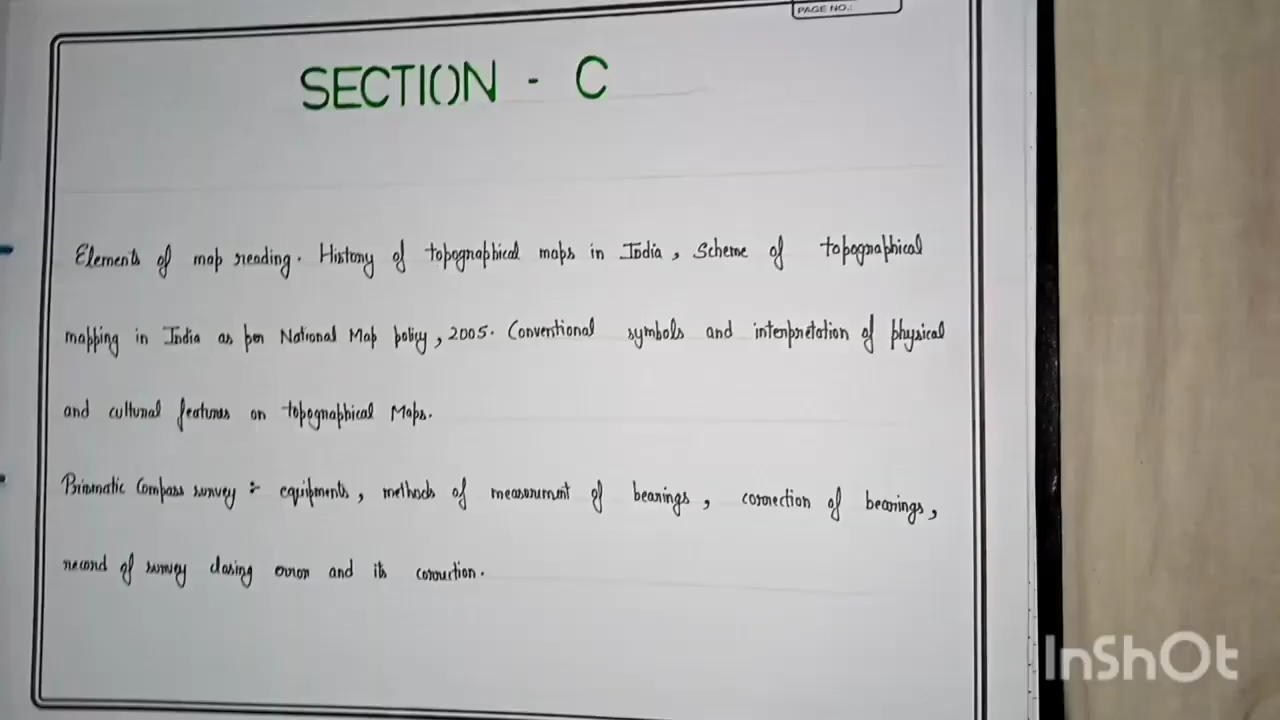 PAGE NO.:
SECTION - C
Elements of map reading. History of topographical maps in India, Scheme of topographical
mapping in India as per National Map policy, 2005. Conventional symbols and interpretation of physical
and cultural features on topographical Maps.
Prismatic Compass survey :- equipments, methods of measurement of bearings, correction of bearings,
record of survey closing error and its correction.
InShOt